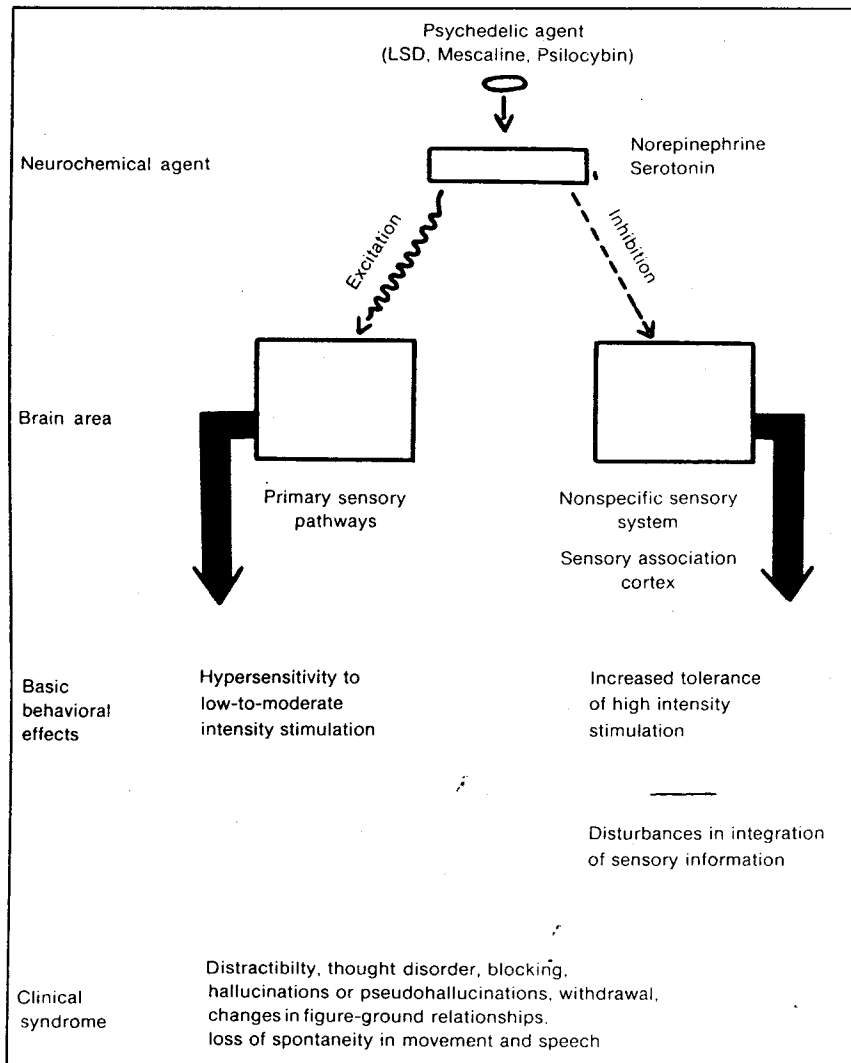 Psychedelic agent
(LSD, Mescaline, Psilocybin)
Neurochemical agent
Norepinephrine
Serotonin
Excitation
Inhibition
Brain area
Primary sensory
pathways
Nonspecific sensory
system
Sensory association
cortex
Basic
behavioral
effects
Hypersensitivity to
low-to-moderate
intensity stimulation
Increased tolerance
of high intensity
stimulation
Disturbances in integration
of sensory information
Clinical
syndrome
Distractibilty, thought disorder, blocking,
hallucinations or pseudohallucinations, withdrawal,
changes in figure-ground relationships.
loss of spontaneity in movement and speech